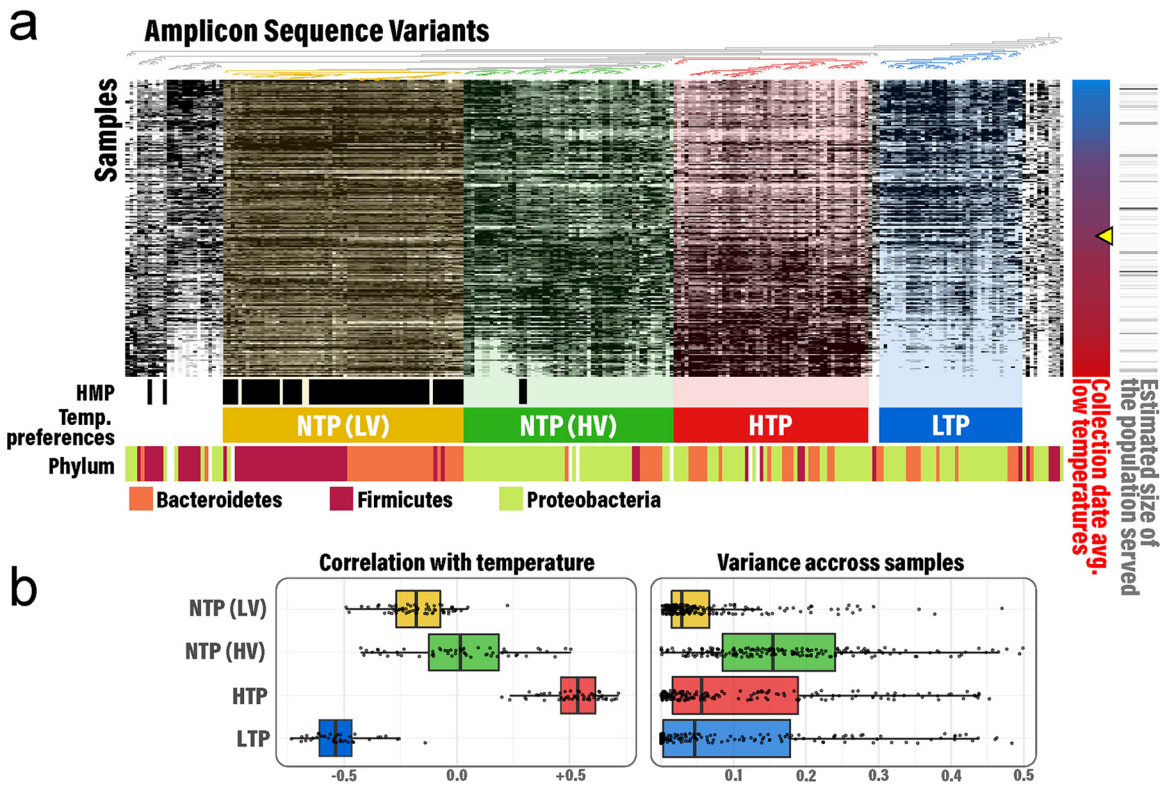 a
Amplicon Sequence Variants
Samples
HMP
Temp.
preferences
NTP (LV)
NTP (HV)
HTP
LTP
Phylum
Bacteroidetes
Firmicutes
Proteobacteria
Collection date avg.
low temperatures
Estimated size of
the population served
b
Correlation with temperature
Variance accross samples
NTP (LV)
NTP (HV)
HTP
LTP
-0.5
0.0
+0.5
0.1
0.2
0.3
0.4
0.5